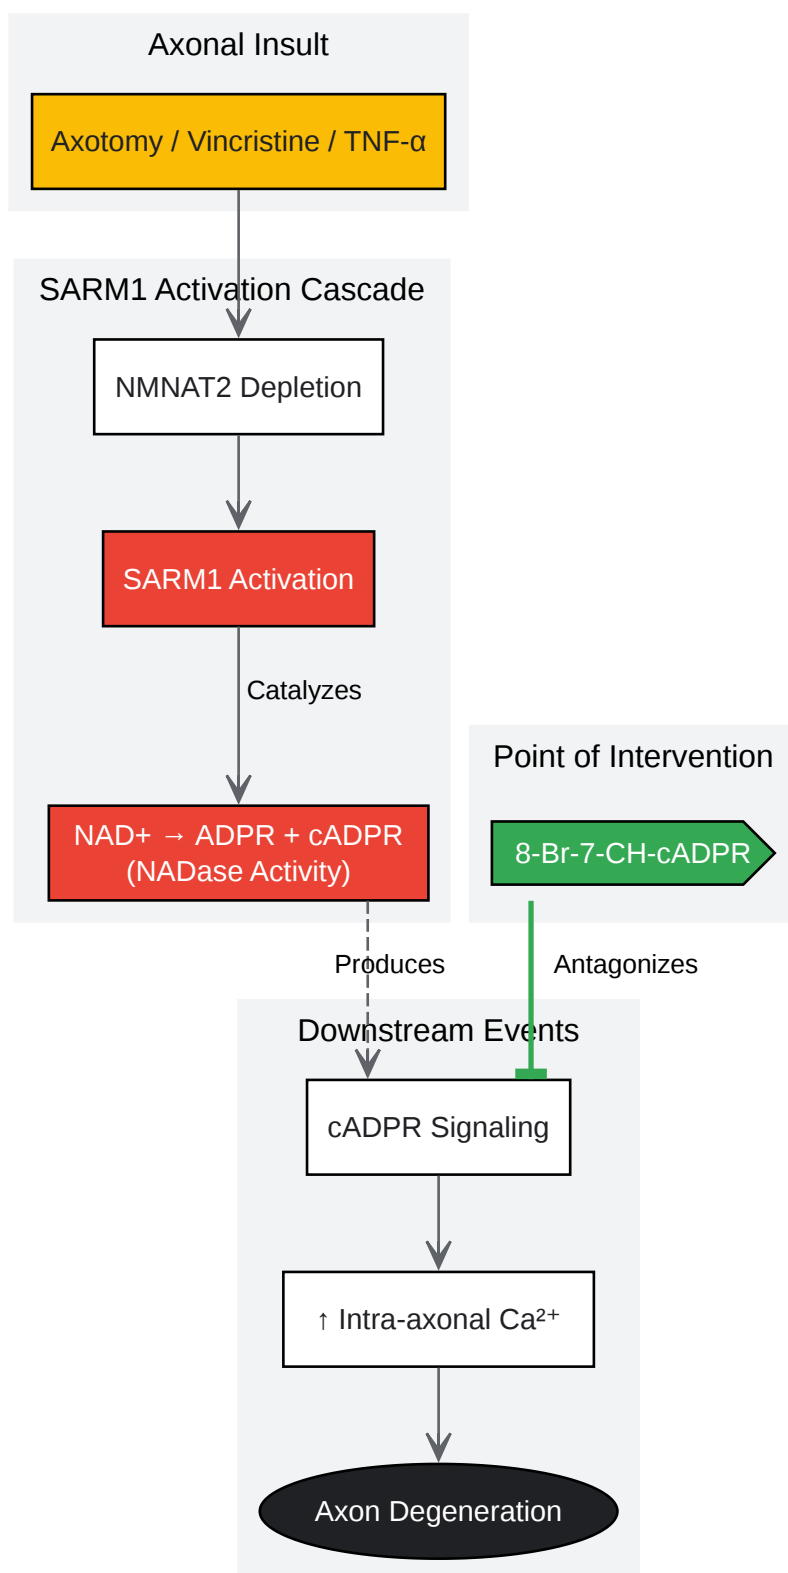 Axonal Insult
Axotomy / Vincristine / TNF-α
SARM1 Activation Cascade
NMNAT2 Depletion
SARM1 Activation
Catalyzes
Point of Intervention
NAD+ → ADPR + cADPR
(NADase Activity)
8-Br-7-CH-cADPR
Produces
Antagonizes
Downstream Events
cADPR Signaling
↑ Intra-axonal Ca²⁺
Axon Degeneration